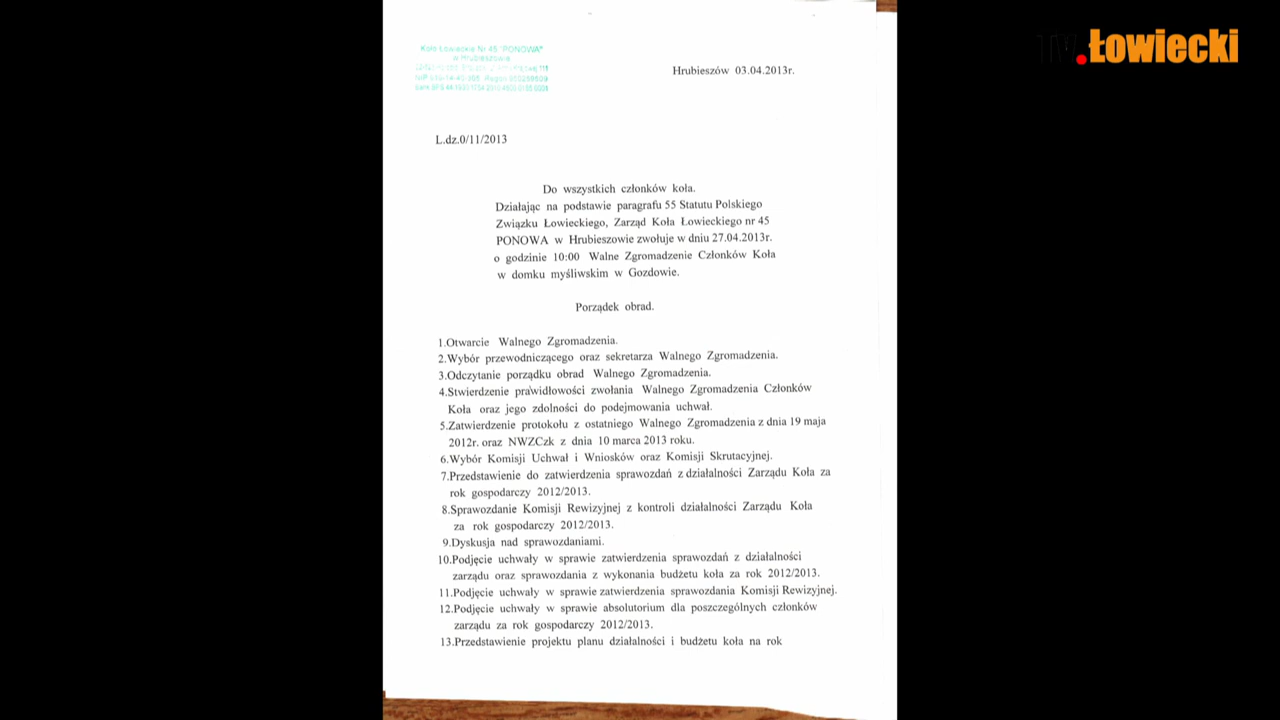 TV.Łowiecki
Koło Łowieckie Nr 45 "PONOWA"
w Hrubieszowie
Hrubieszów 03.04.2013r.
L.dz.0/11/2013
Do wszystkich członków koła.
Działając na podstawie paragrafu 55 Statutu Polskiego
Związku Łowieckiego, Zarząd Koła Łowieckiego nr 45
PONOWA w Hrubieszowie zwołuje w dniu 27.04.2013r.
o godzinie 10:00 Walne Zgromadzenie Członków Koła
w domku myśliwskim w Gozdowie.
Porządek obrad.
1.Otwarcie Walnego Zgromadzenia.
2.Wybór przewodniczącego oraz sekretarza Walnego Zgromadzenia.
3.Odczytanie porządku obrad Walnego Zgromadzenia.
4.Stwierdzenie prawidłowości zwołania Walnego Zgromadzenia Członków
Koła oraz jego zdolności do podejmowania uchwał.
5.Zatwierdzenie protokołu z ostatniego Walnego Zgromadzenia z dnia 19 maja
2012r. oraz NWZCzk z dnia 10 marca 2013 roku.
6.Wybór Komisji Uchwał i Wniosków oraz Komisji Skrutacyjnej.
7.Przedstawienie do zatwierdzenia sprawozdań z działalności Zarządu Koła za
rok gospodarczy 2012/2013.
8.Sprawozdanie Komisji Rewizyjnej z kontroli działalności Zarządu Koła
za rok gospodarczy 2012/2013.
9.Dyskusja nad sprawozdaniami.
10.Podjęcie uchwały w sprawie zatwierdzenia sprawozdań z działalności
zarządu oraz sprawozdania z wykonania budżetu koła za rok 2012/2013.
11.Podjęcie uchwały w sprawie zatwierdzenia sprawozdania Komisji Rewizyjnej.
12.Podjęcie uchwały w sprawie absolutorium dla poszczególnych członków
zarządu za rok gospodarczy 2012/2013.
13.Przedstawienie projektu planu działalności i budżetu koła na rok